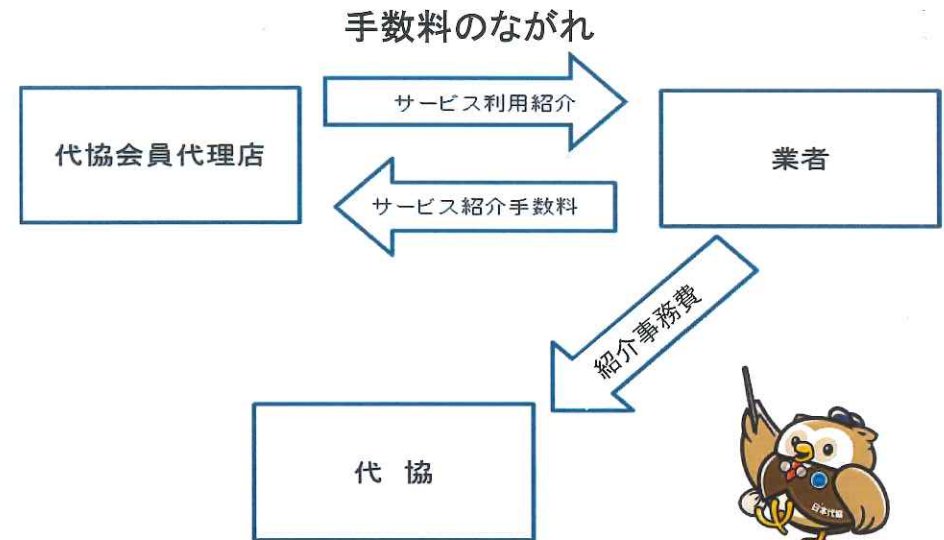 手数料のながれ
サービス利用紹介
代協会員代理店
業者
サービス紹介手数料
紹介事務費
代 協
日本代協